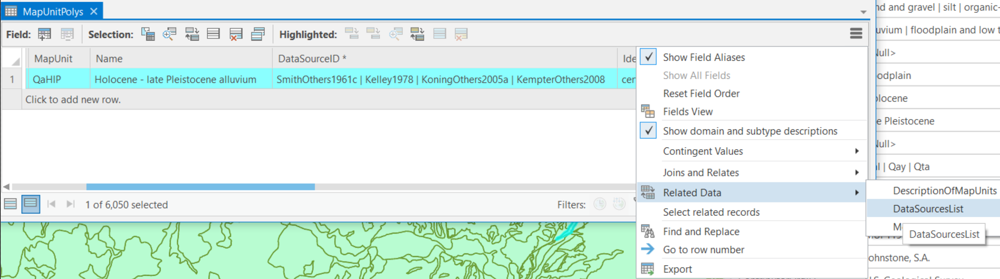 MapUnitPolys
Field: Selection: Highlighted:
MapUnit Name DataSourceID * Ide
1 QaHlP Holocene - late Pleistocene alluvium SmithOthers1961c | Kelley1978 | KoningOthers2005a | KempterOthers2008 cer
Click to add new row.
1 of 6,050 selected Filters:
Show Field Aliases
Show All Fields
Reset Field Order
Fields View
Show domain and subtype descriptions
Contingent Values
Joins and Relates
Related Data
Select related records
Find and Replace
Go to row number
Export
DescriptionOfMapUnits
DataSourcesList
M
DataSourcesList
nd and gravel | silt | organic-
uvium | floodplain and low t
Null>
odplain
olocene
e Pleistocene
Null>
al | Qay | Qta
ohnstone, S.A.